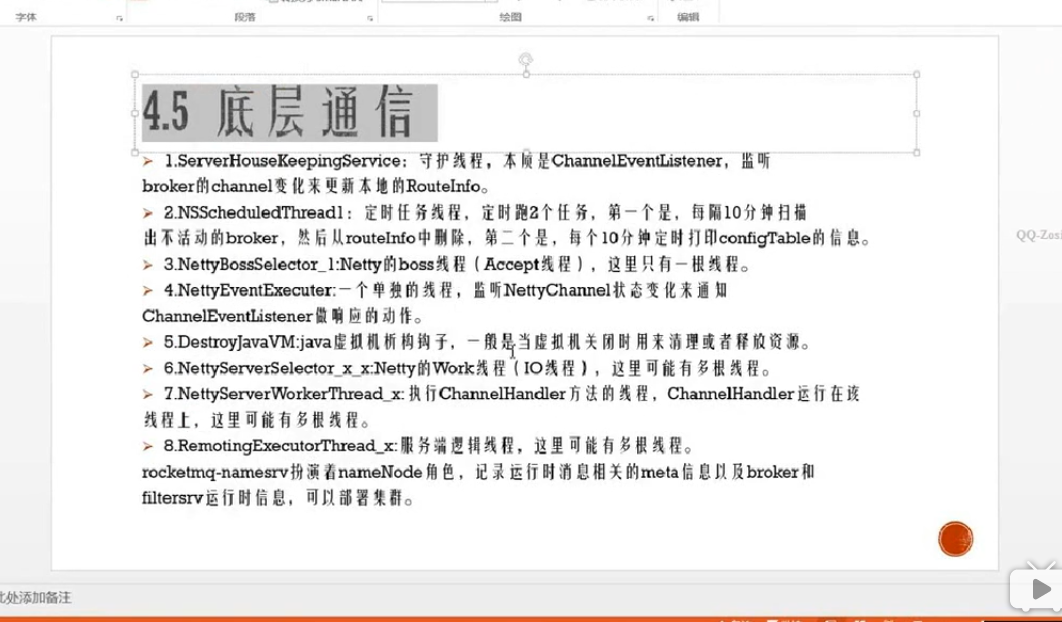 字体
段落
绘图
编辑
4.5 底层通信
1.ServerHouseKeepingService：守护线程，本质是ChannelEventListener，监听
broker的channel变化来更新本地的RouteInfo。
2.NSScheduledThread1：定时任务线程，定时跑2个任务，第一个是，每隔10分钟扫描
出不活动的broker，然后从routeInfo中删除，第二个是，每个10分钟定时打印configTable的信息。
3.NettyBossSelector_1:Netty的boss线程（Accept线程），这里只有一根线程。
4.NettyEventExecuter:一个单独的线程，监听NettyChannel状态变化来通知
ChannelEventListener做响应的动作。
5.DestroyJavaVM:java虚拟机析构钩子，一般是当虚拟机关闭时用来清理或者释放资源。
6.NettyServerSelector_x_x:Netty的Work线程（IO线程），这里可能有多根线程。
7.NettyServerWorkerThread_x:执行ChannelHandler方法的线程，ChannelHandler运行在该
线程上，这里可能有多根线程。
8.RemotingExecutorThread_x:服务端逻辑线程，这里可能有多根线程。
rocketmq-namesrv扮演着nameNode角色，记录运行时消息相关的meta信息以及broker和
filtersrv运行时信息，可以部署集群。
QQ-Zosi
此处添加备注